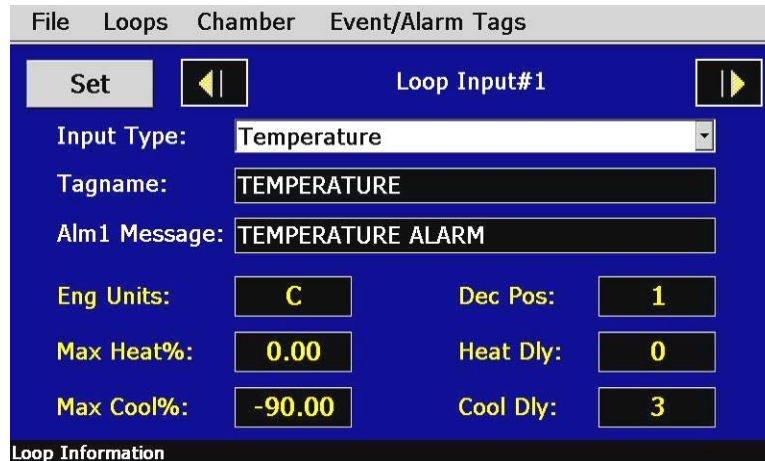 File Loops Chamber Event/Alarm Tags
Set Loop Input#1
Input Type: Temperature
Tagname: TEMPERATURE
Alm1 Message: TEMPERATURE ALARM
Eng Units: C Dec Pos: 1
Max Heat%: 0.00 Heat Dly: 0
Max Cool%: -90.00 Cool Dly: 3
Loop Information